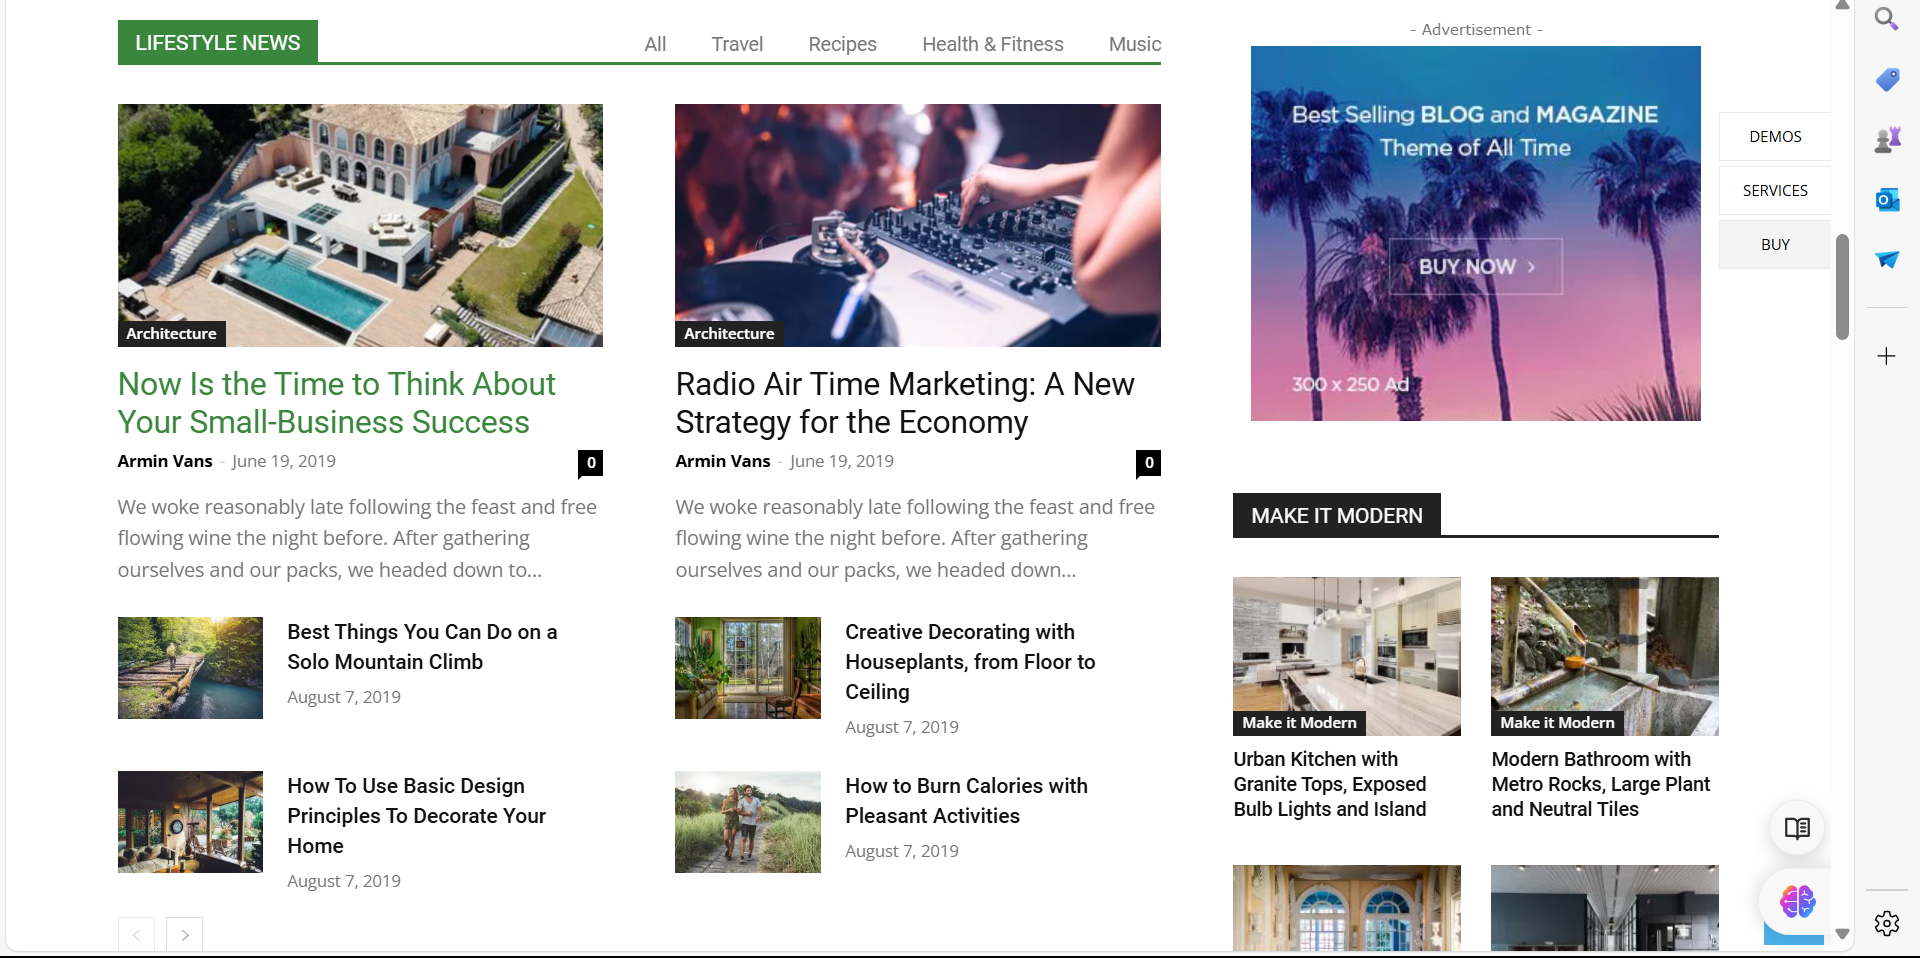 LIFESTYLE NEWS
All Travel Recipes Health & Fitness Music
Architecture
Now Is the Time to Think About
Your Small-Business Success
Armin Vans - June 19, 2019 0
We woke reasonably late following the feast and free
flowing wine the night before. After gathering
ourselves and our packs, we headed down to...
Architecture
Radio Air Time Marketing: A New
Strategy for the Economy
Armin Vans - June 19, 2019 0
We woke reasonably late following the feast and free
flowing wine the night before. After gathering
ourselves and our packs, we headed down...
Best Things You Can Do on a
Solo Mountain Climb
August 7, 2019
Creative Decorating with
Houseplants, from Floor to
Ceiling
August 7, 2019
How To Use Basic Design
Principles To Decorate Your
Home
August 7, 2019
How to Burn Calories with
Pleasant Activities
August 7, 2019
- Advertisement -
Best Selling BLOG and MAGAZINE
Theme of All Time
BUY NOW >
300 x 250 Ad
DEMOS
SERVICES
BUY
MAKE IT MODERN
Make it Modern
Urban Kitchen with
Granite Tops, Exposed
Bulb Lights and Island
Make it Modern
Modern Bathroom with
Metro Rocks, Large Plant
and Neutral Tiles